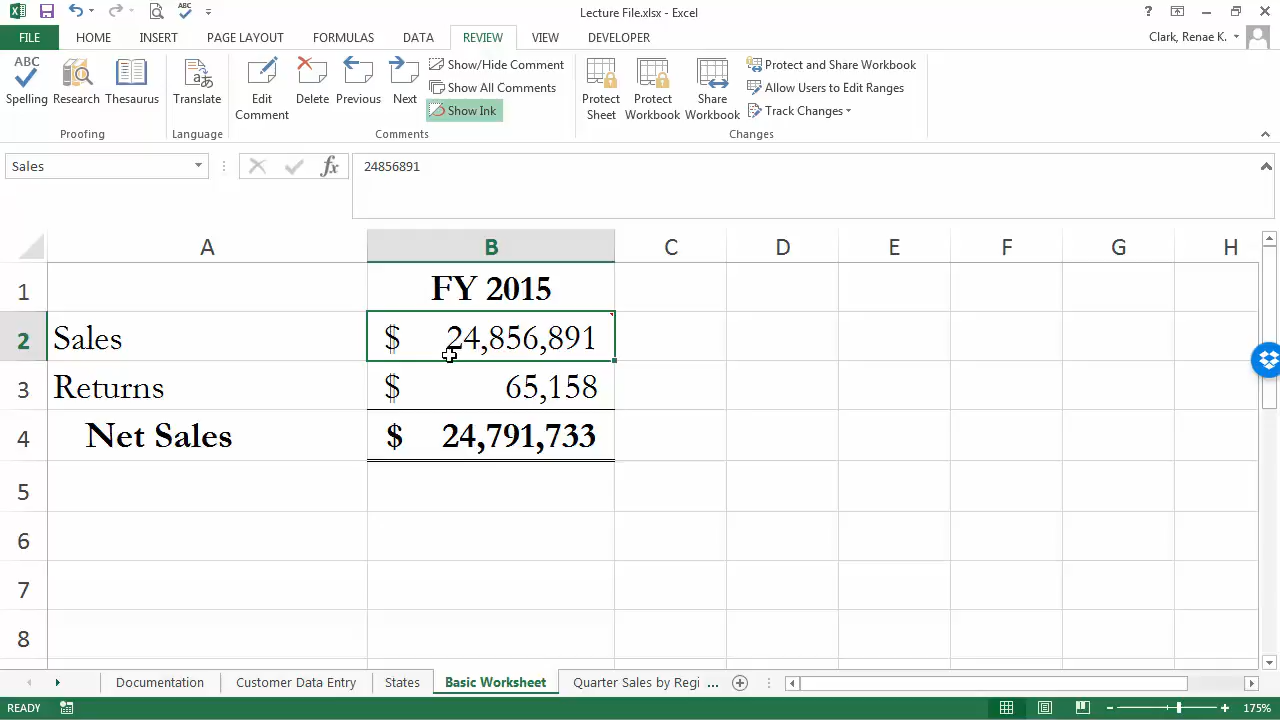 Lecture File.xlsx - Excel
FILE HOME INSERT PAGE LAYOUT FORMULAS DATA REVIEW VIEW DEVELOPER Clark, Renae K.
ABC
Spelling Research Thesaurus
Proofing
Translate
Language
Edit Comment Delete Previous Next
Show/Hide Comment
Show All Comments
Show Ink
Comments
Protect Sheet Protect Workbook Share Workbook
Protect and Share Workbook
Allow Users to Edit Ranges
Track Changes
Changes
Sales fx 24856891
A B C D E F G H
1 FY 2015
2 Sales $ 24,856,891
3 Returns $ 65,158
4 Net Sales $ 24,791,733
5
6
7
8
Documentation Customer Data Entry States Basic Worksheet Quarter Sales by Regi ...
READY 175%